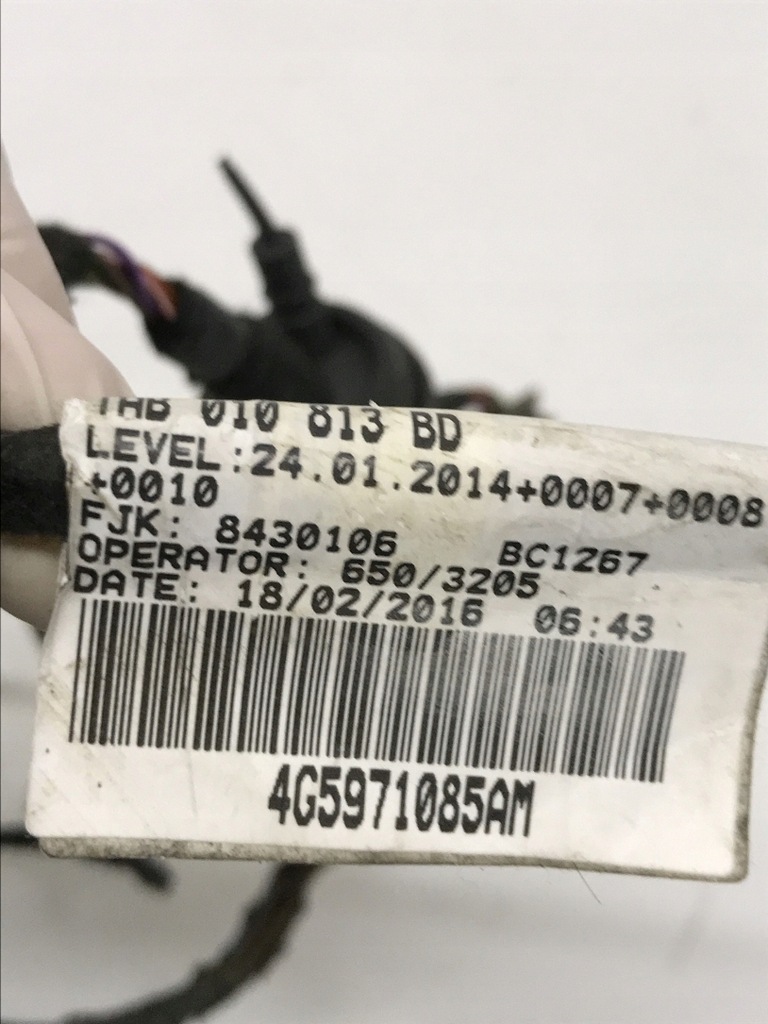 010 813 BD
LEVEL:24.01.2014+0007+0008
+0010
FJK: 8430106 BC1267
OPERATOR: 650/3205
DATE: 18/02/2016 06:43
4G5971085AM